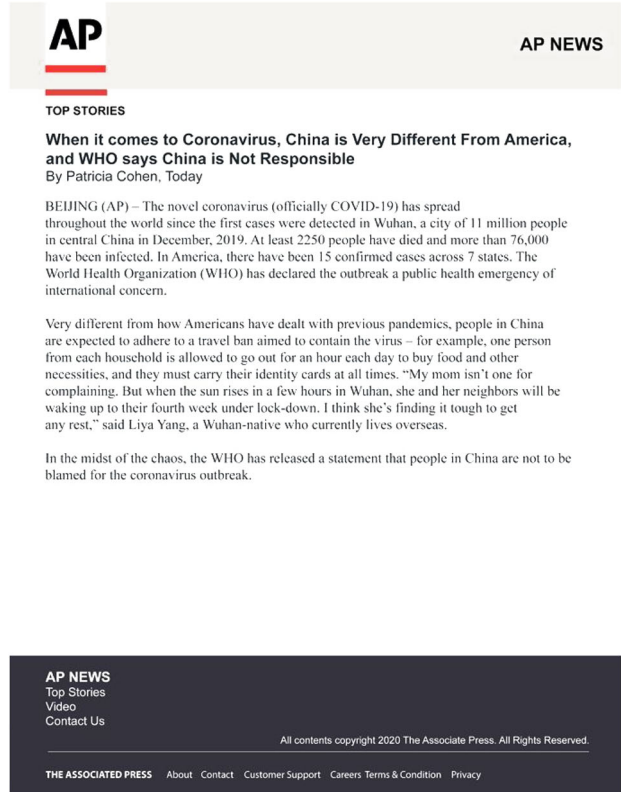 AP
AP NEWS
TOP STORIES
When it comes to Coronavirus, China is Very Different From America,
and WHO says China is Not Responsible
By Patricia Cohen, Today
BEIJING (AP) – The novel coronavirus (officially COVID-19) has spread
throughout the world since the first cases were detected in Wuhan, a city of 11 million people
in central China in December, 2019. At least 2250 people have died and more than 76,000
have been infected. In America, there have been 15 confirmed cases across 7 states. The
World Health Organization (WHO) has declared the outbreak a public health emergency of
international concern.
Very different from how Americans have dealt with previous pandemics, people in China
are expected to adhere to a travel ban aimed to contain the virus – for example, one person
from each household is allowed to go out for an hour each day to buy food and other
necessities, and they must carry their identity cards at all times. “My mom isn’t one for
complaining. But when the sun rises in a few hours in Wuhan, she and her neighbors will be
waking up to their fourth week under lock-down. I think she’s finding it tough to get
any rest,” said Liya Yang, a Wuhan-native who currently lives overseas.
In the midst of the chaos, the WHO has released a statement that people in China are not to be
blamed for the coronavirus outbreak.
AP NEWS
Top Stories
Video
Contact Us
All contents copyright 2020 The Associate Press. All Rights Reserved.
THE ASSOCIATED PRESS About Contact Customer Support Careers Terms & Condition Privacy